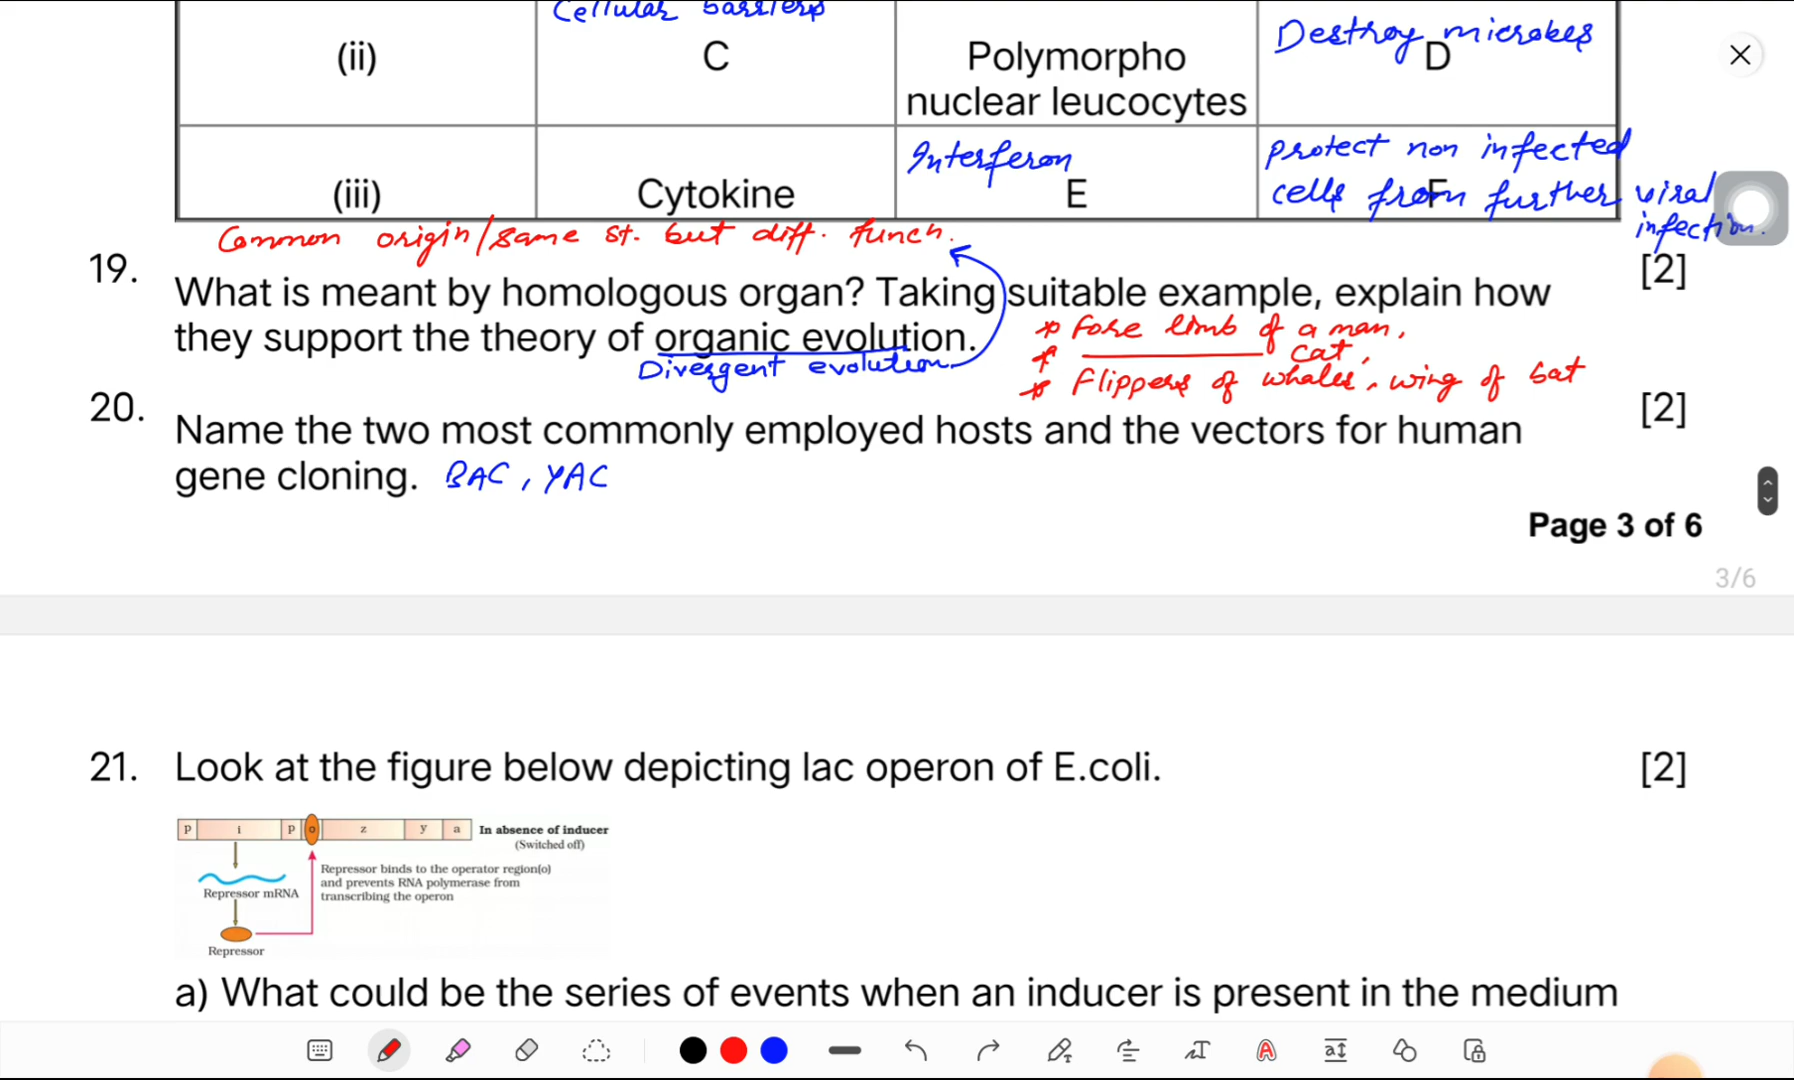 Cellular barriers
Destroy microbes
(ii) C Polymorpho D
nuclear leucocytes
Interferon protect non infected
(iii) Cytokine E cells from F further viral
infection.
Common origin/same st. but diff. funcn.
19. What is meant by homologous organ? Taking suitable example, explain how [2]
* fore limb of a man,
they support the theory of organic evolution.
* cat,
Divergent evolution
* Flippers of whales, wing of bat
20. Name the two most commonly employed hosts and the vectors for human [2]
gene cloning. BAC, YAC
Page 3 of 6
3/6
21. Look at the figure below depicting lac operon of E.coli. [2]
p i p o z y a In absence of inducer
(Switched off)
Repressor binds to the operator region(o)
and prevents RNA polymerase from
transcribing the operon
Repressor mRNA
Repressor
a) What could be the series of events when an inducer is present in the medium